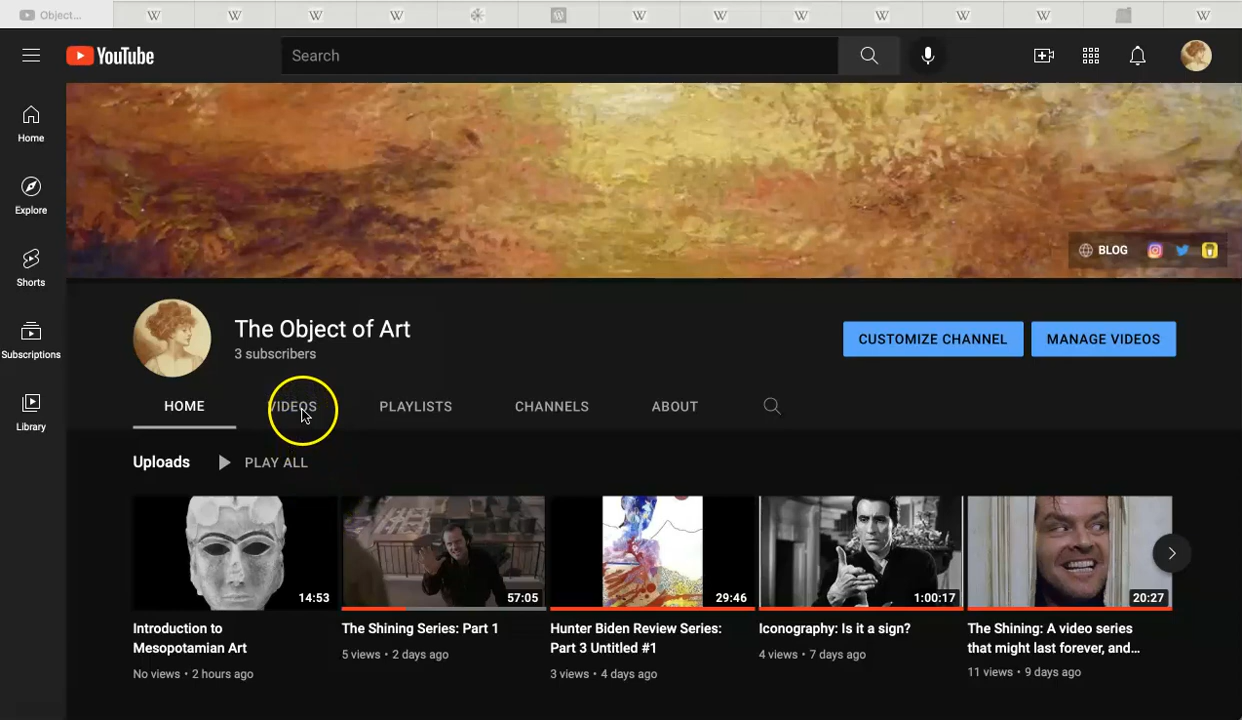 Object...
YouTube
Search
Home
Explore
Shorts
Subscriptions
Library
BLOG
The Object of Art
3 subscribers
CUSTOMIZE CHANNEL
MANAGE VIDEOS
HOME
VIDEOS
PLAYLISTS
CHANNELS
ABOUT
Uploads
PLAY ALL
14:53
57:05
29:46
1:00:17
20:27
Introduction to
Mesopotamian Art
No views • 2 hours ago
The Shining Series: Part 1
5 views • 2 days ago
Hunter Biden Review Series:
Part 3 Untitled #1
3 views • 4 days ago
Iconography: Is it a sign?
4 views • 7 days ago
The Shining: A video series
that might last forever, and...
11 views • 9 days ago